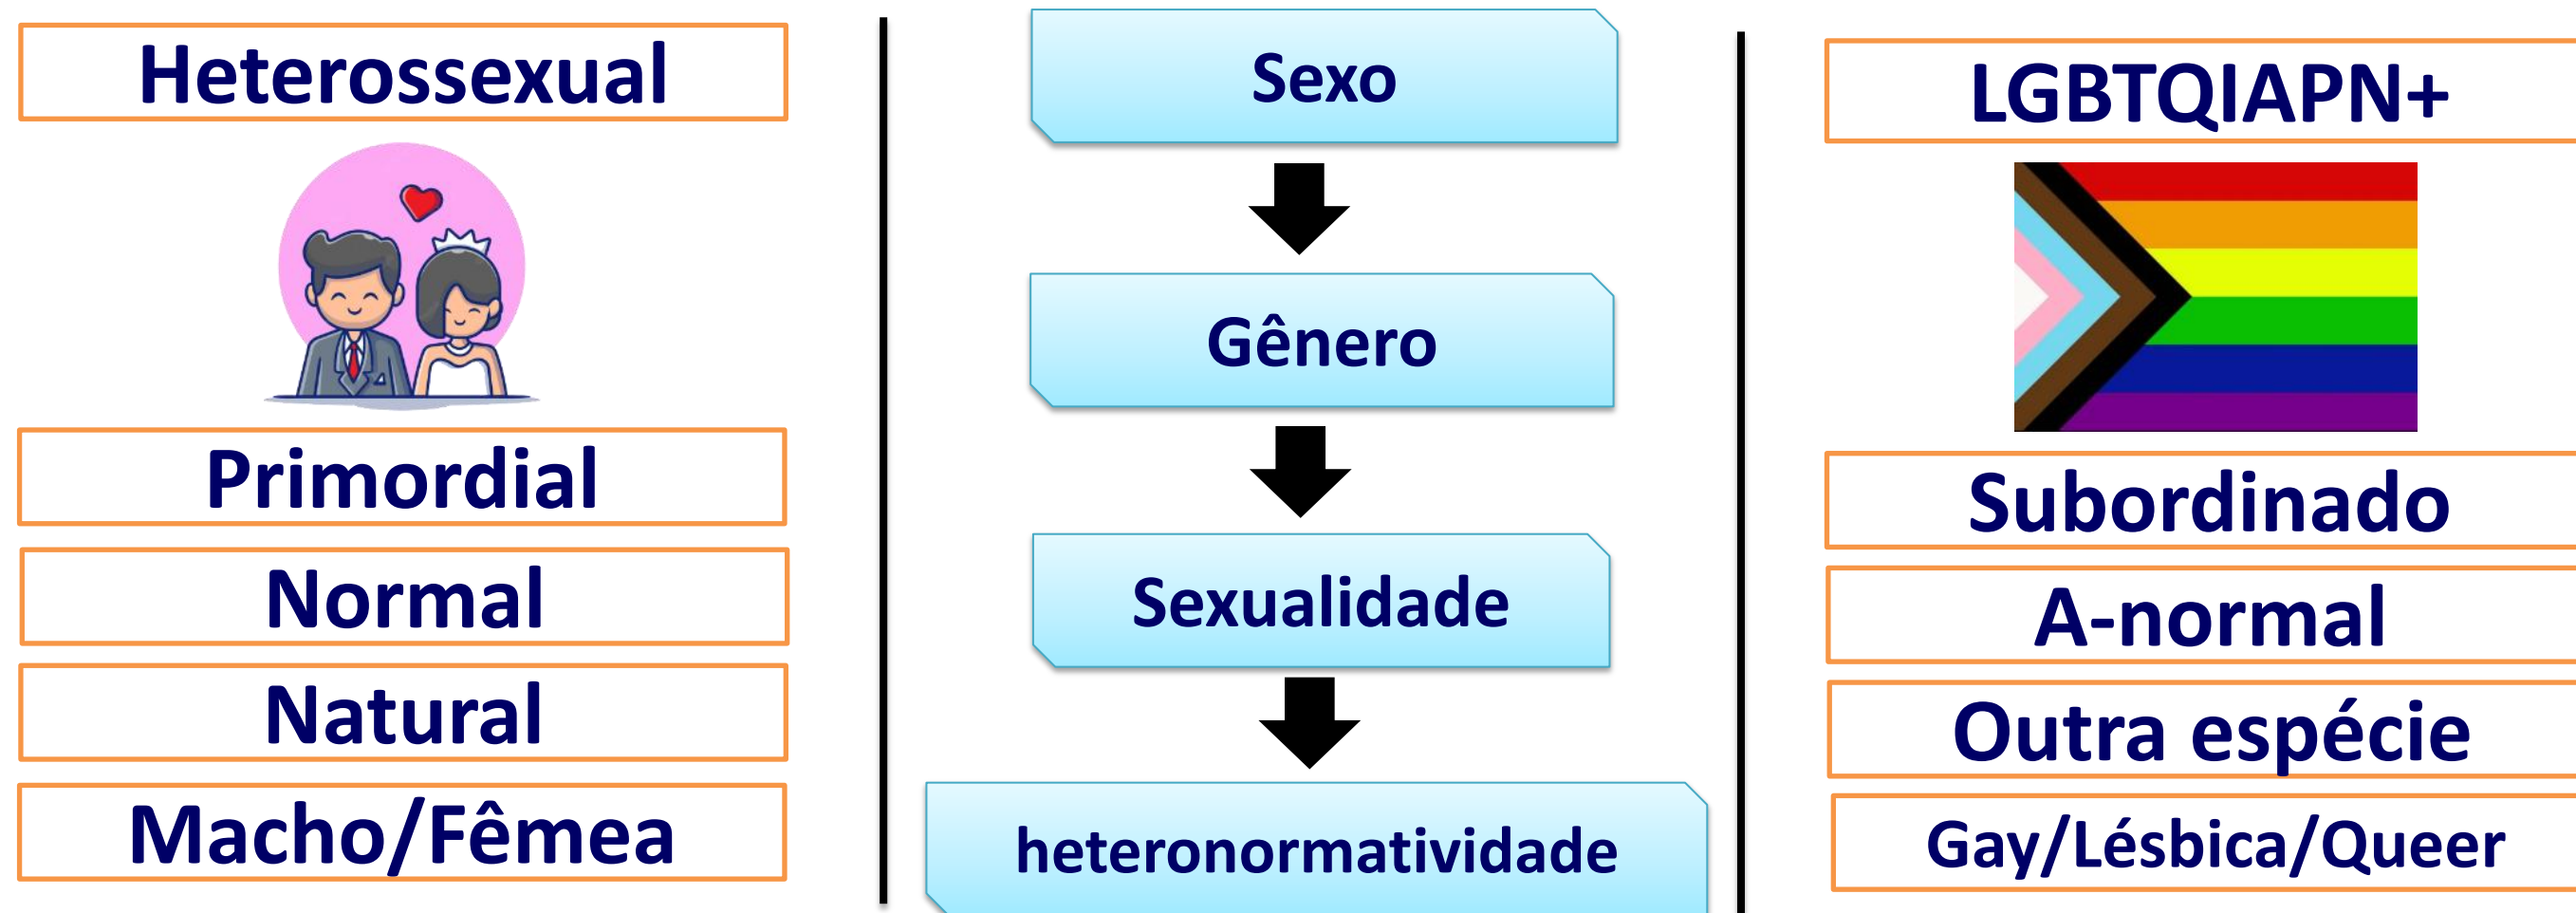 Heterossexual
Primordial
Normal
Natural
Macho/Fêmea
Sexo
Gênero
Sexualidade
heteronormatividade
LGBTQIAPN+
Subordinado
A-normal
Outra espécie
Gay/Lésbica/Queer